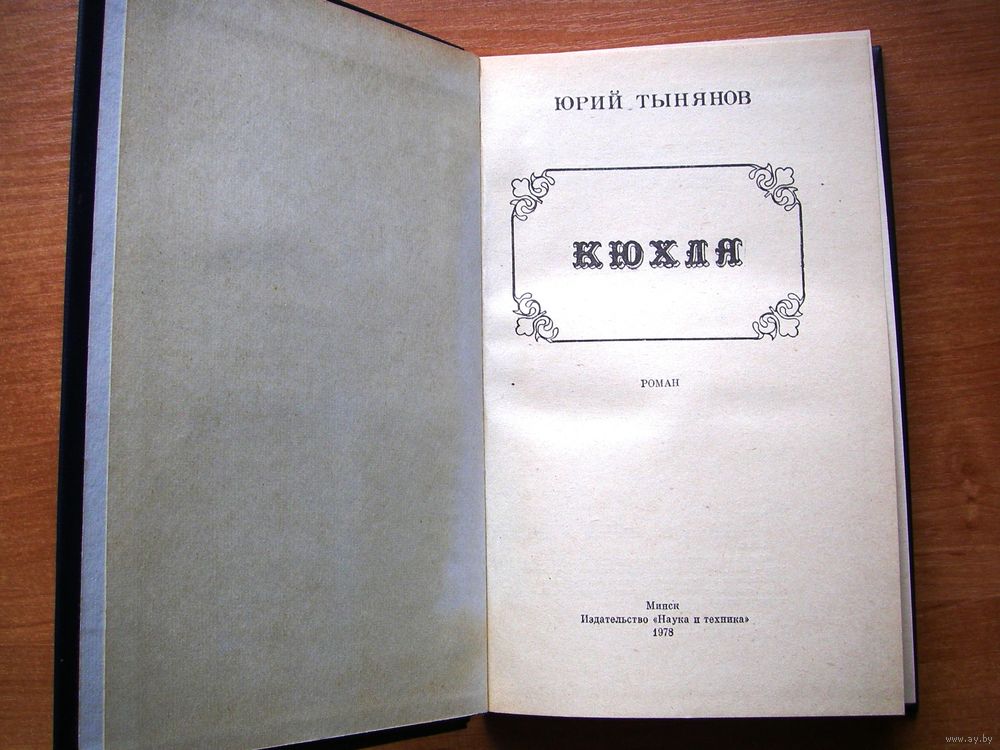 ЮРИЙ ТЫНЯНОВ
КЮХЛЯ
РОМАН
Минск
Издательство «Наука и техника»
1978
www.ay.by